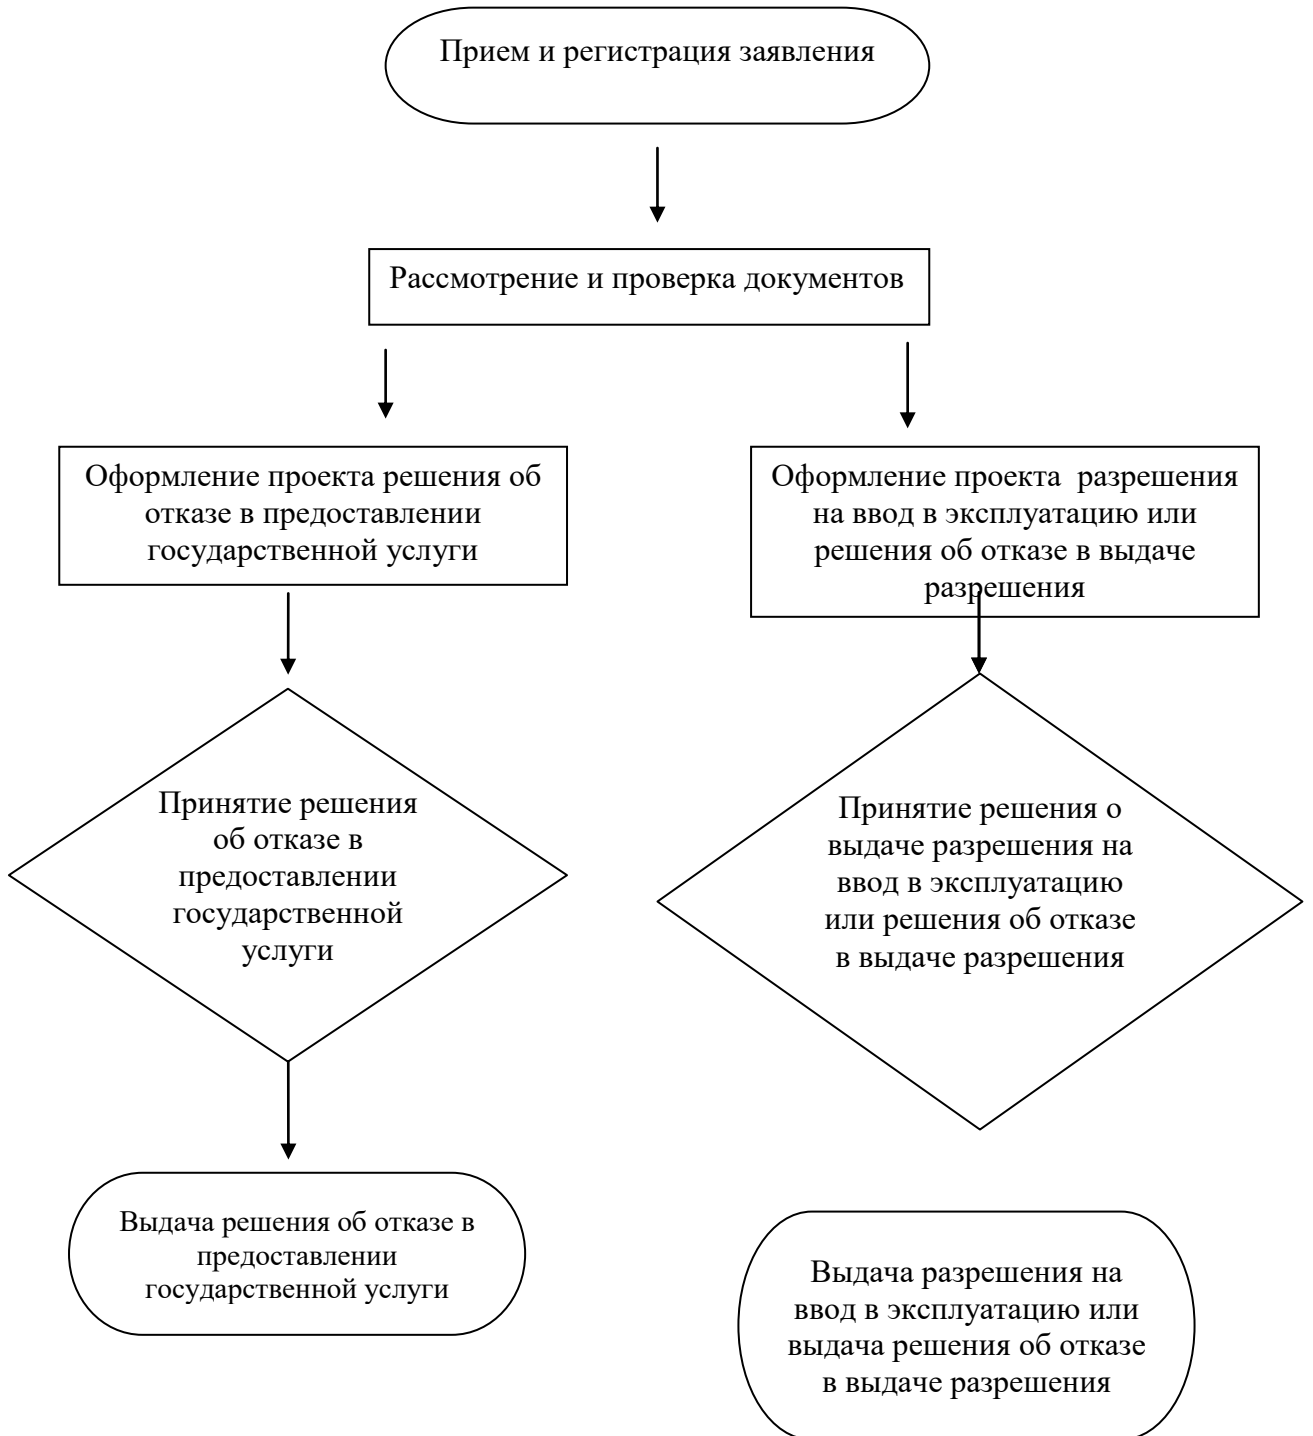 Прием и регистрация заявления
Рассмотрение и проверка документов
Оформление проекта решения об
отказе в предоставлении
государственной услуги
Оформление проекта  разрешения
на ввод в эксплуатацию или
решения об отказе в выдаче
разрешения
Принятие решения
об отказе в
предоставлении
государственной
услуги
Принятие решения о
выдаче разрешения на
ввод в эксплуатацию
или решения об отказе
в выдаче разрешения
Выдача решения об отказе в
предоставлении
государственной услуги
Выдача разрешения на
ввод в эксплуатацию или
выдача решения об отказе
в выдаче разрешения